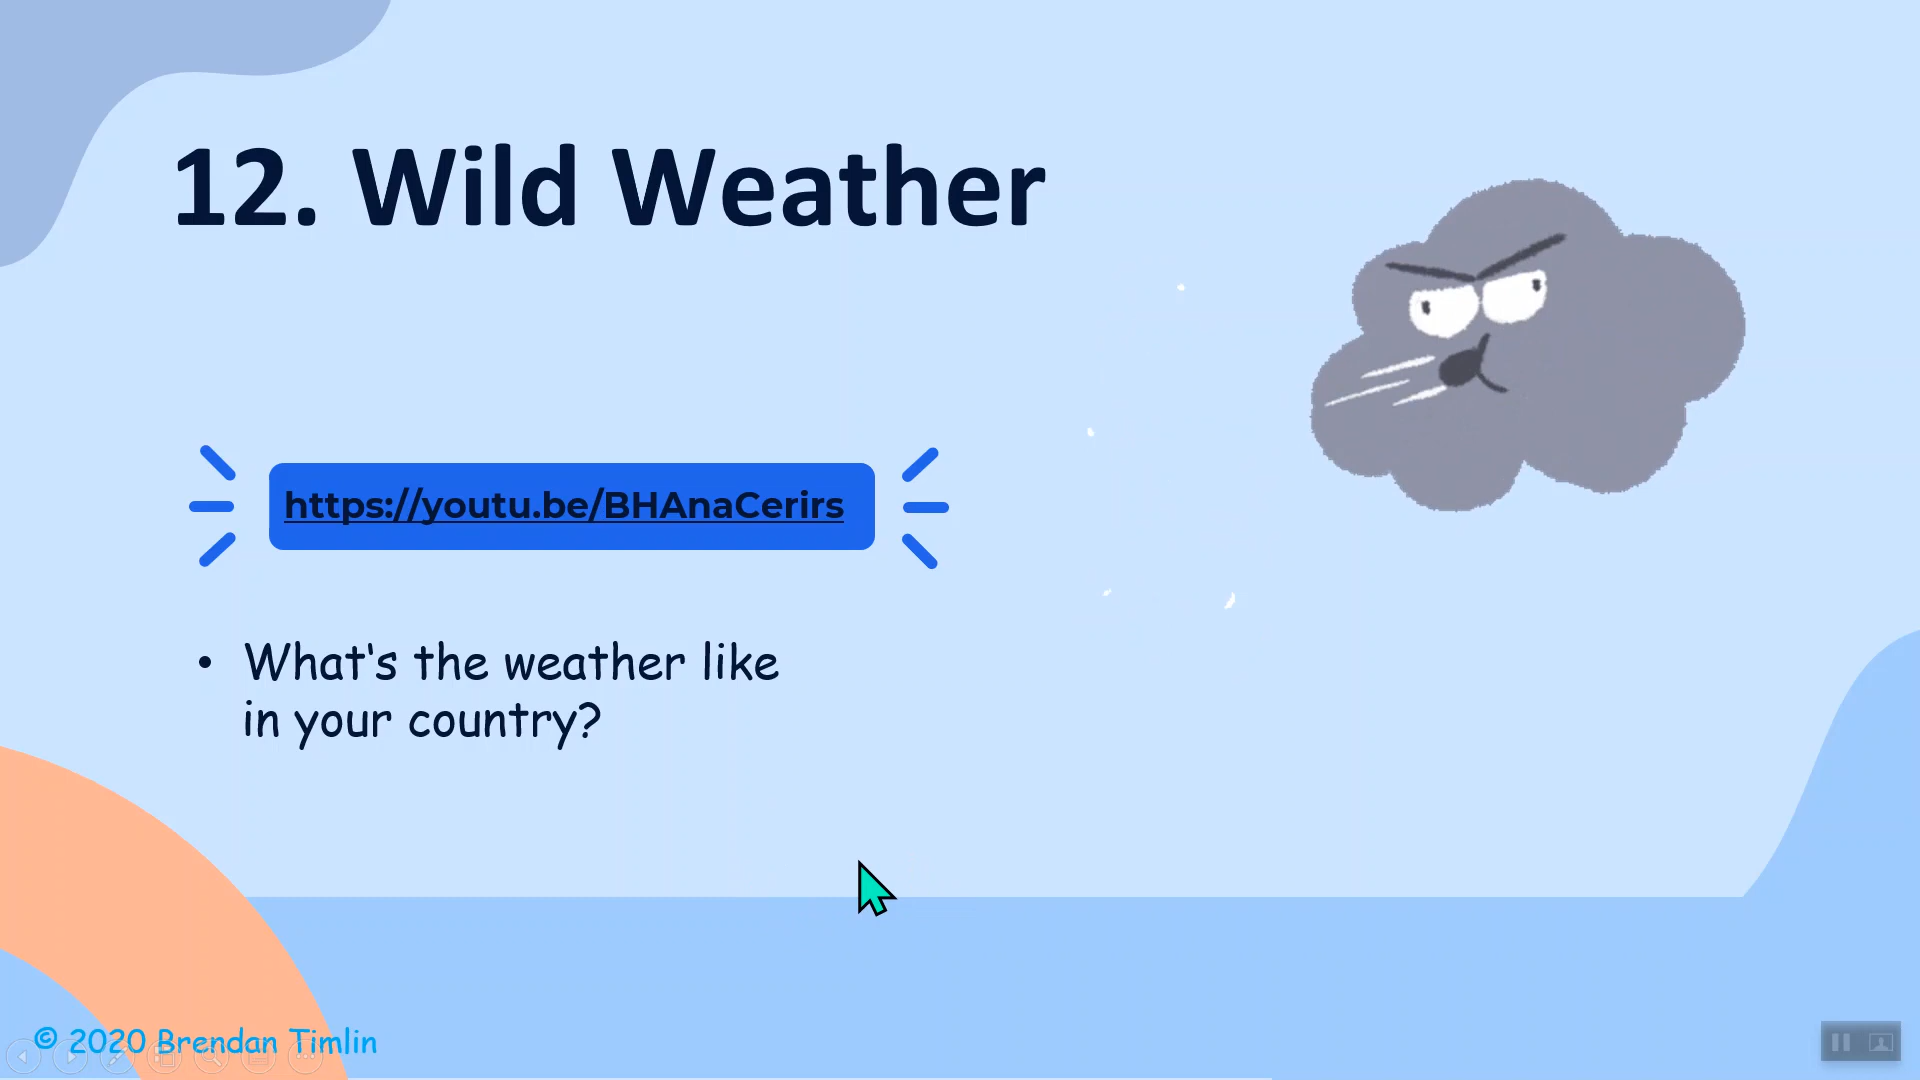 12. Wild Weather
https://youtu.be/BHAnaCerirs
• What's the weather like
in your country?
© 2020 Brendan Timlin